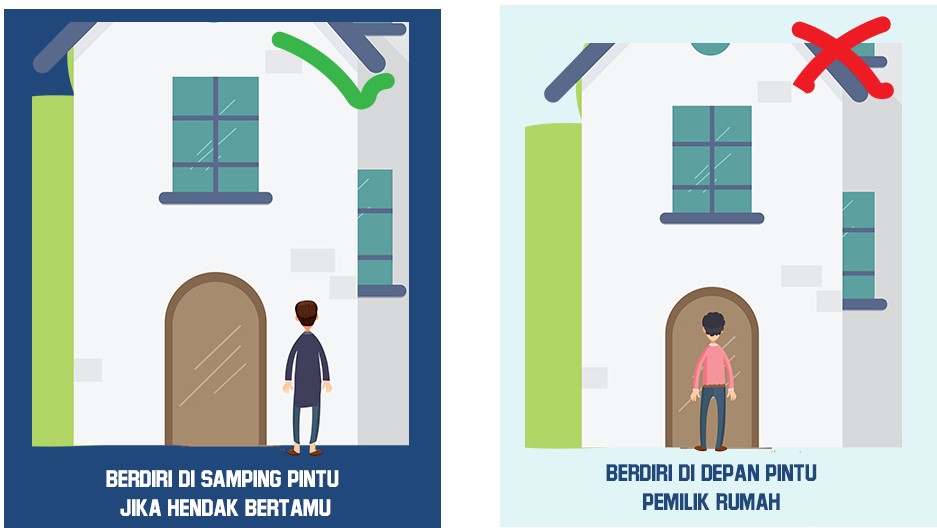 BERDIRI DI SAMPING PINTU
JIKA HENDAK BERTAMU
BERDIRI DI DEPAN PINTU
PEMILIK RUMAH